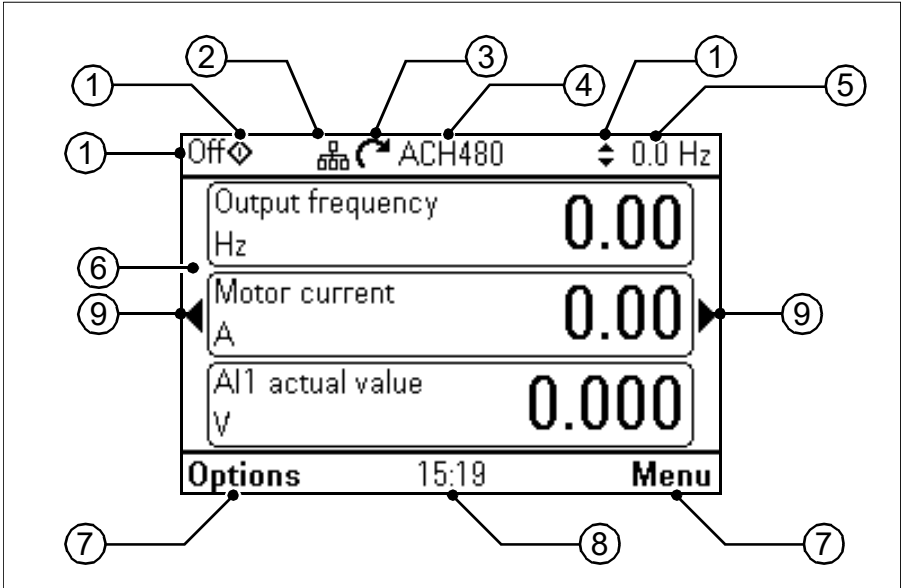 2 3 1
1 4 5
1 Off ACH480 0.0 Hz
Output frequency
Hz 0.00
6
Motor current
9 9
A 0.00
AI1 actual value
V 0.000
Options 15:19 Menu
7 8 7